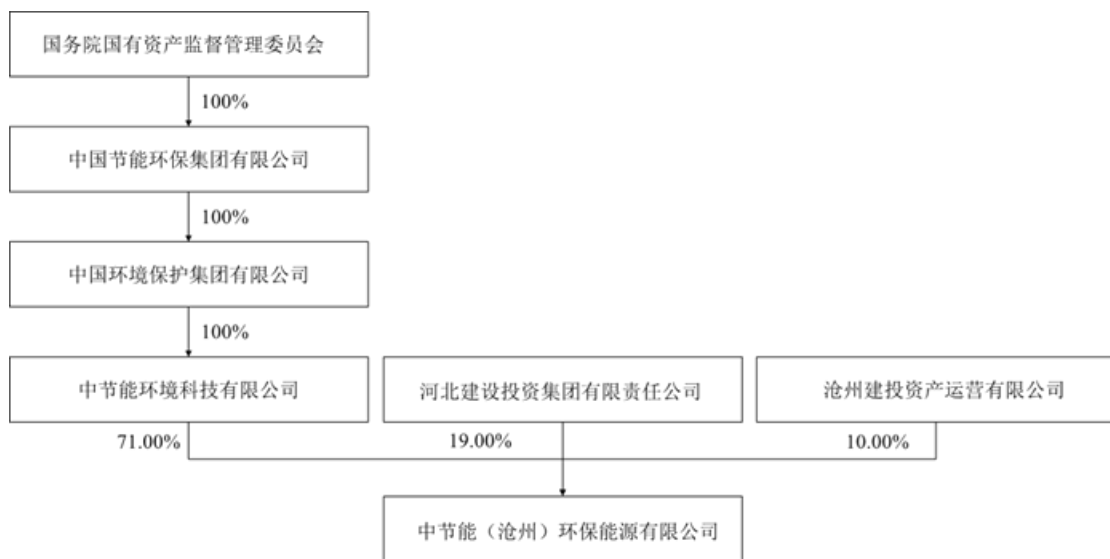 国务院国有资产监督管理委员会
100%
中国节能环保集团有限公司
100%
中国环境保护集团有限公司
100%
中节能环境科技有限公司
河北建设投资集团有限责任公司
沧州建投资产运营有限公司
71.00%
19.00%
10.00%
中节能（沧州）环保能源有限公司